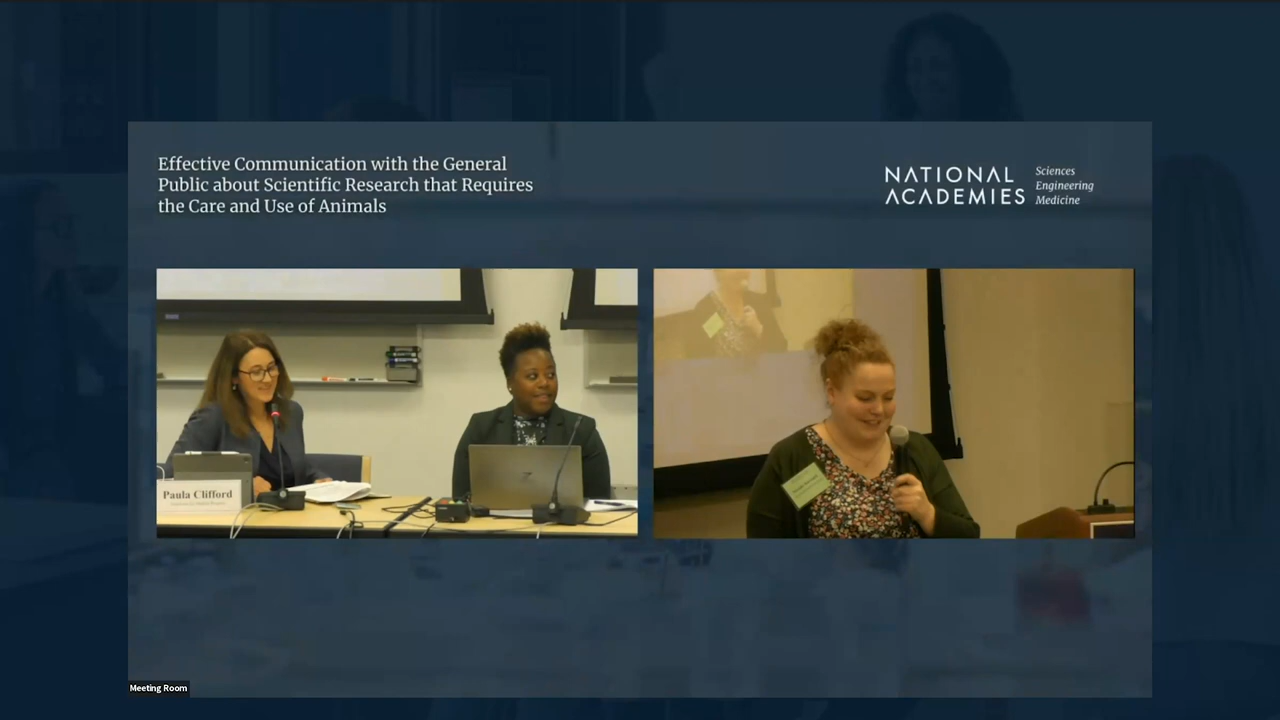 Effective Communication with the General
Public about Scientific Research that Requires
the Care and Use of Animals
NATIONAL
ACADEMIES
Sciences
Engineering
Medicine
Paula Clifford
Meeting Room